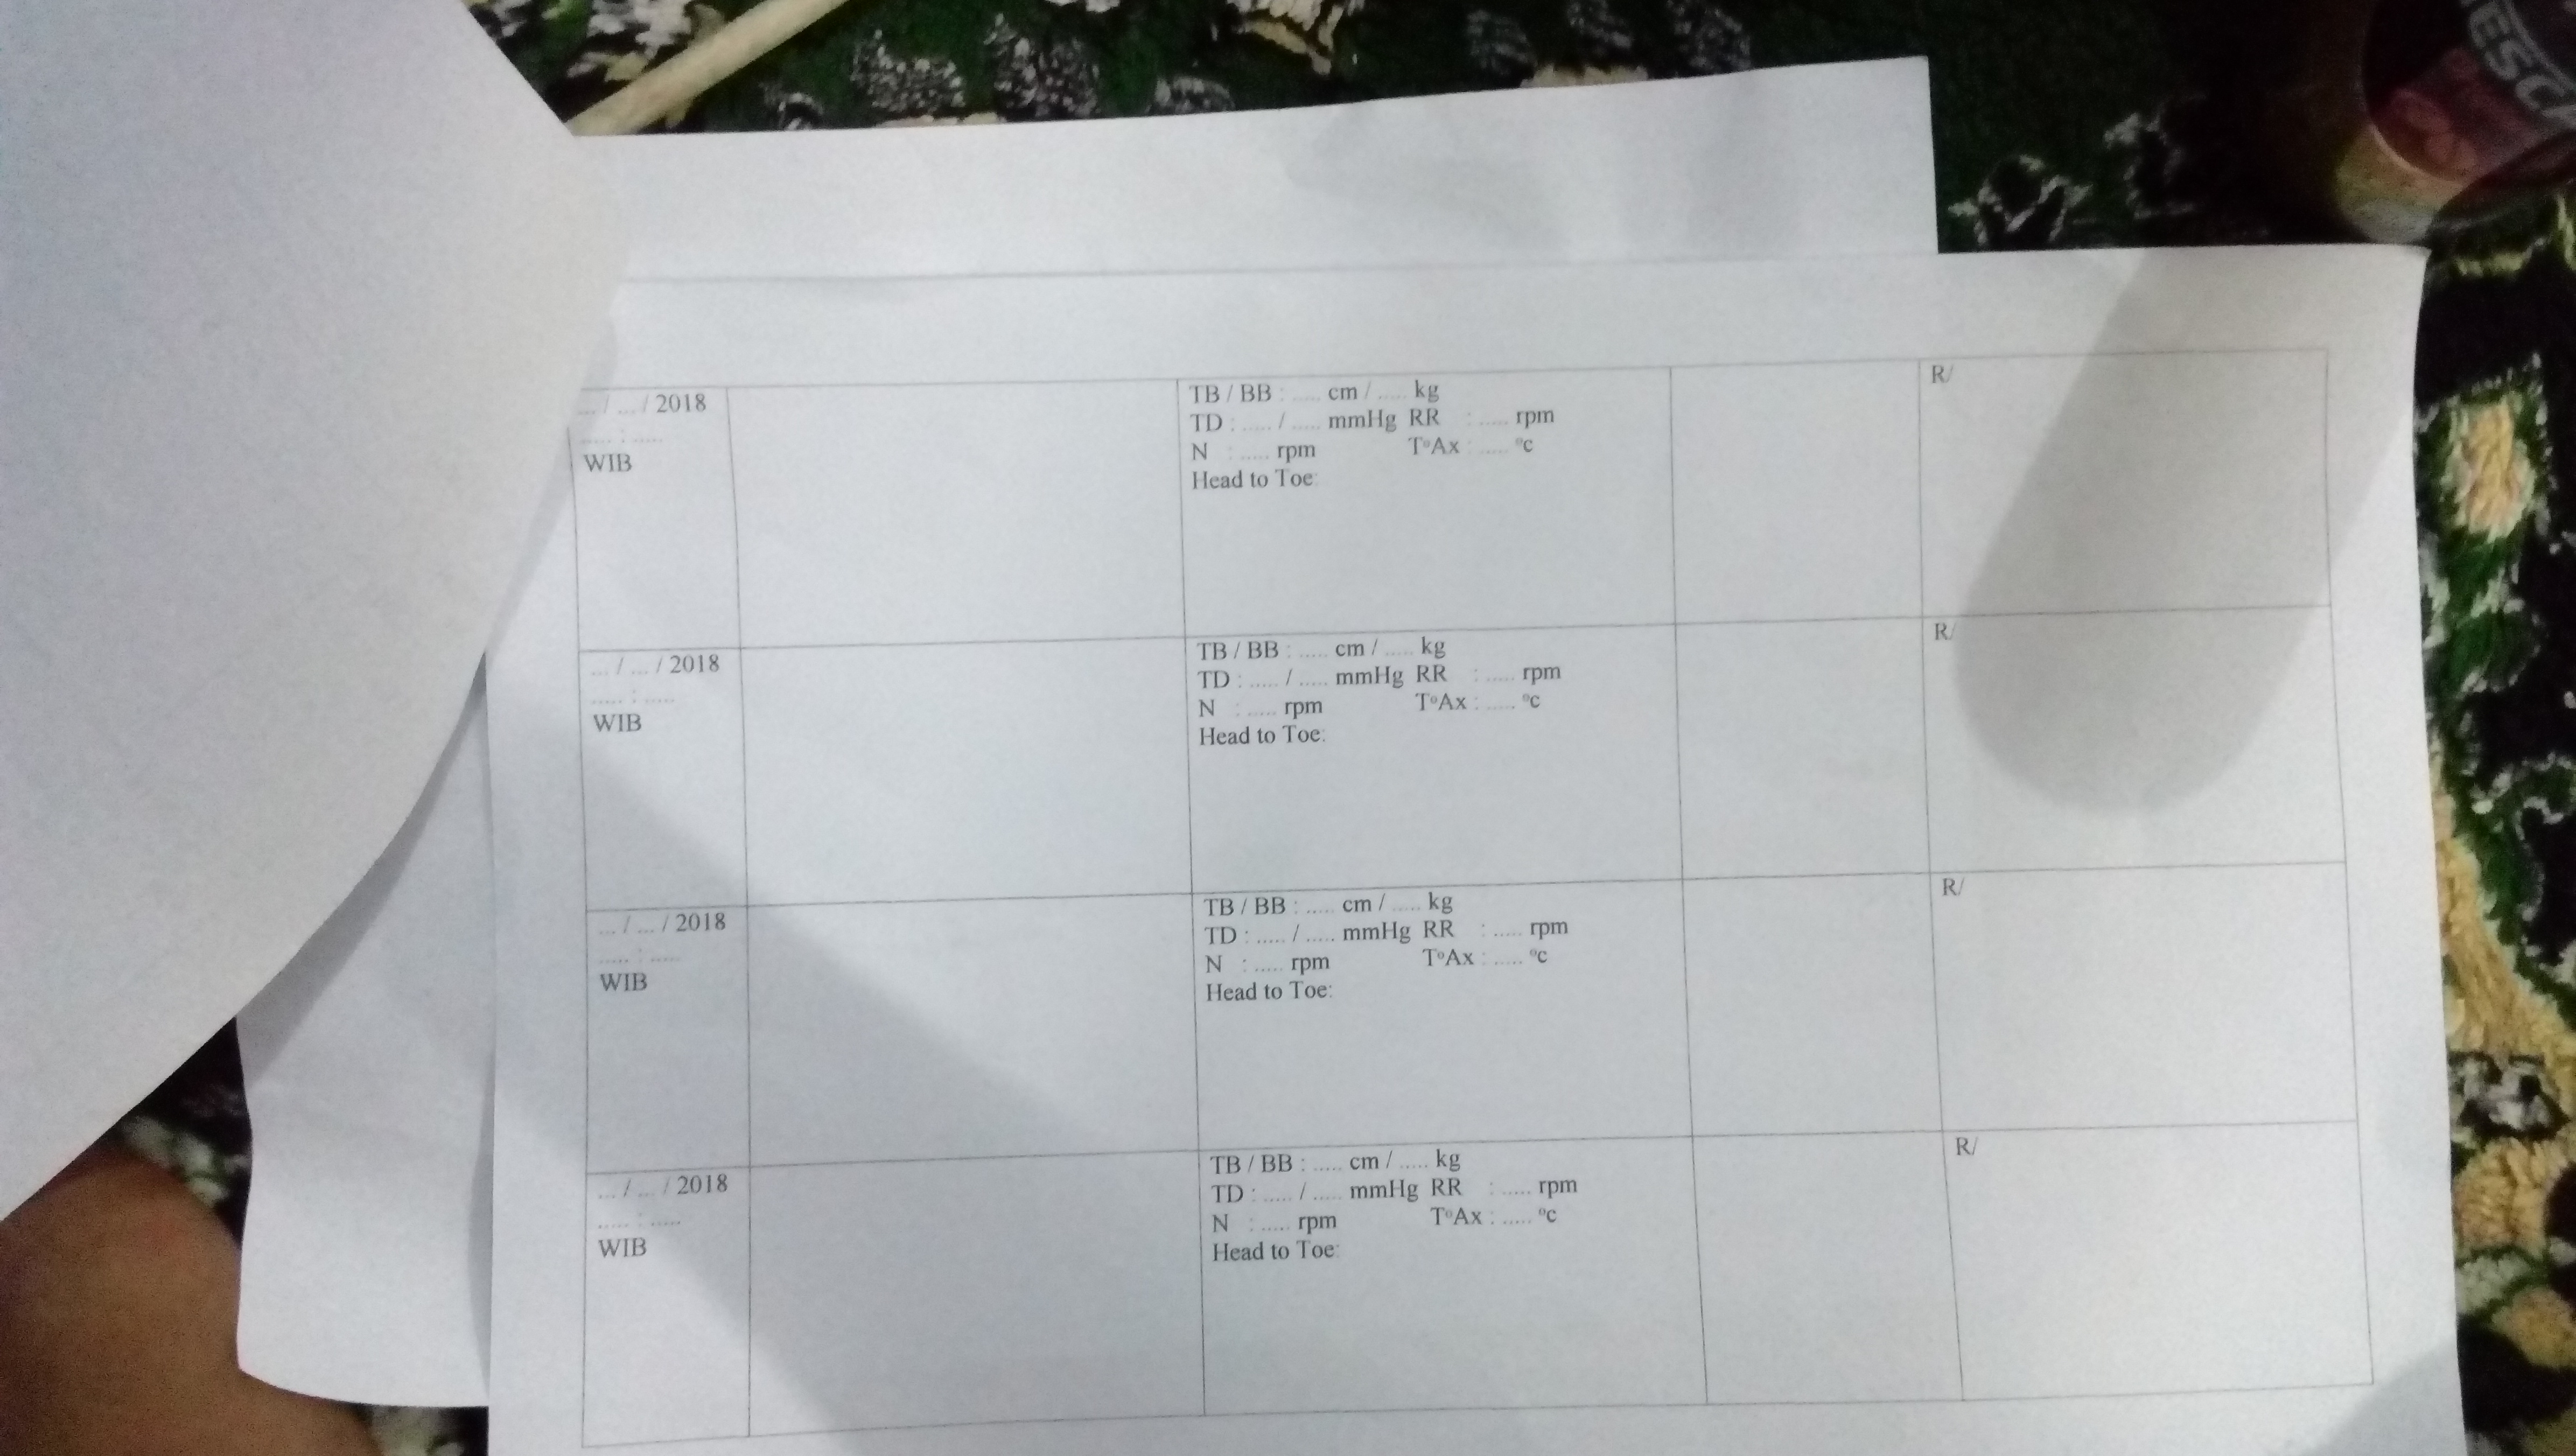 ... / ... / 2018
..... : .....
WIB
TB / BB : ..... cm / ..... kg
TD : ..... / ..... mmHg RR : ..... rpm
N : ..... rpm T°Ax : ..... °c
Head to Toe:
R/
... / ... / 2018
..... : .....
WIB
TB / BB : ..... cm / ..... kg
TD : ..... / ..... mmHg RR : ..... rpm
N : ..... rpm T°Ax : ..... °c
Head to Toe:
R/
... / ... / 2018
..... : .....
WIB
TB / BB : ..... cm / ..... kg
TD : ..... / ..... mmHg RR : ..... rpm
N : ..... rpm T°Ax : ..... °c
Head to Toe:
R/
... / ... / 2018
..... : .....
WIB
TB / BB : ..... cm / ..... kg
TD : ..... / ..... mmHg RR : ..... rpm
N : ..... rpm T°Ax : ..... °c
Head to Toe:
R/